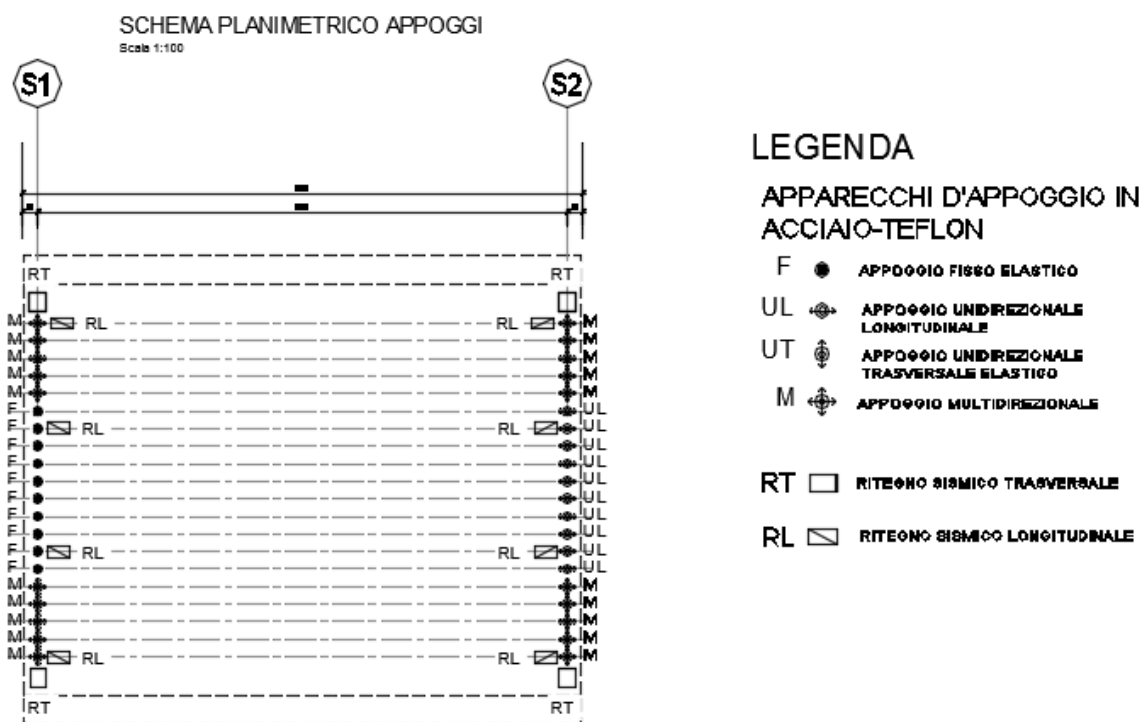 SCHEMA PLANIMETRICO APPOGGI
Scala 1:100
S1 S2
RT RT
M RL RL M
M M
M M
M M
M M
F UL
F RL RL UL
F UL
F UL
F UL
F UL
F UL
F UL
F RL RL UL
F UL
M M
M M
M M
M M
M RL RL M
RT RT
LEGENDA
APPARECCHI D'APPOGGIO IN
ACCIAIO-TEFLON
F APPOGGIO FISSO ELASTICO
UL APPOGGIO UNIDIREZIONALE
LONGITUDINALE
UT APPOGGIO UNIDIREZIONALE
TRASVERSALE ELASTICO
M APPOGGIO MULTIDIREZIONALE
RT RITEGNO SISMICO TRASVERSALE
RL RITEGNO SISMICO LONGITUDINALE